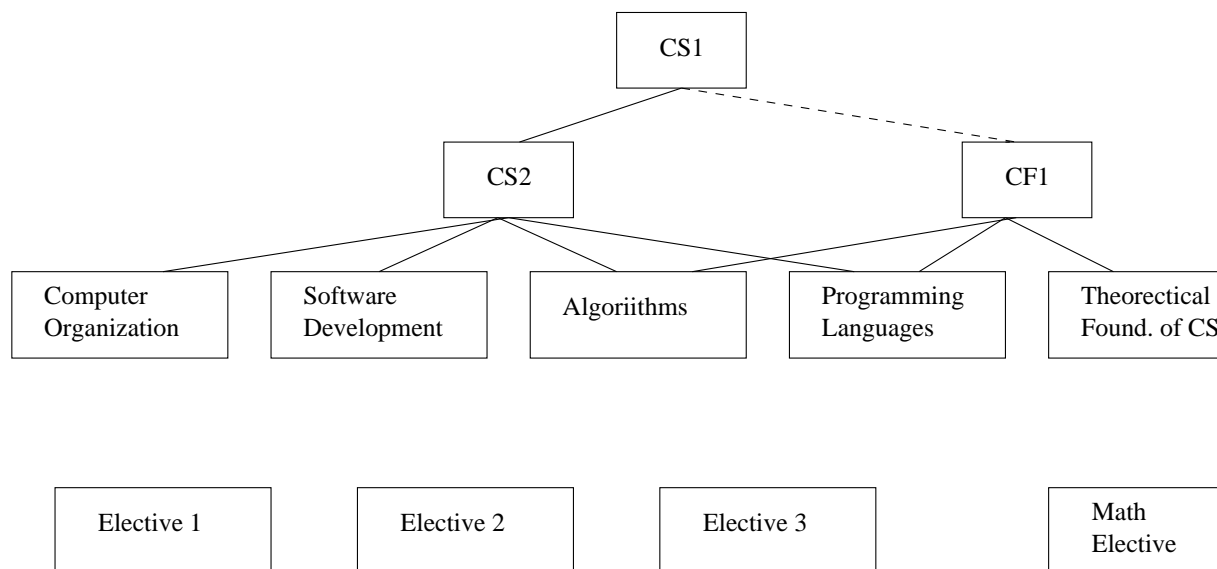 CS1
CS2
CF1
Computer
Organization
Software
Development
Algoriithms
Programming
Languages
Theorectical
Found. of CS
Elective 1
Elective 2
Elective 3
Math
Elective